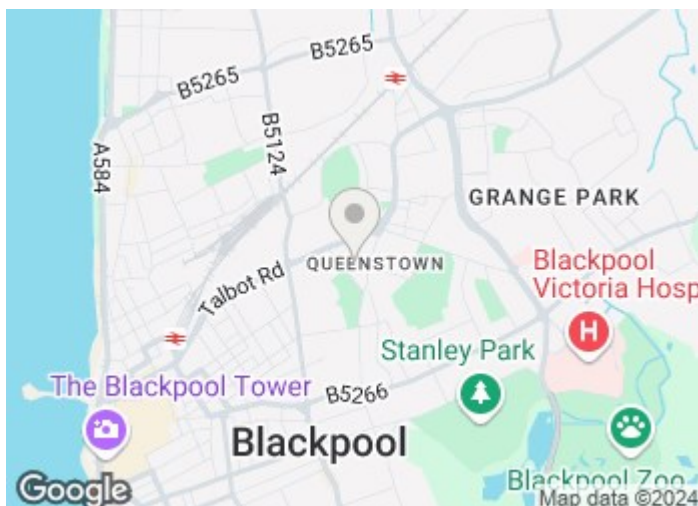 B5265
B5265
A584
B5124
GRANGE PARK
QUEENSTOWN
Talbot Rd
Blackpool
Victoria Hosp
Stanley Park
The Blackpool Tower
B5266
Blackpool
Blackpool Zoo
Google
Map data ©2024